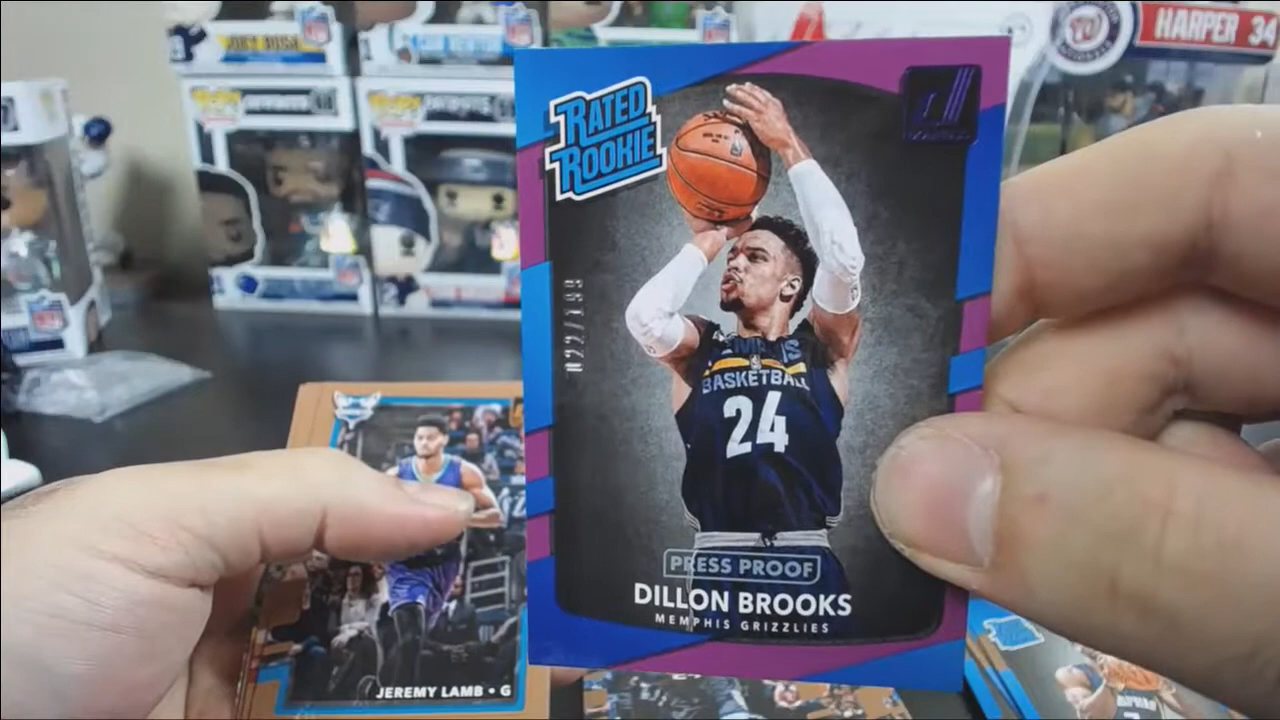 HARPER 34
RATED
ROOKIE
022/199
BASKETBALL
24
PRESS PROOF
DILLON BROOKS
MEMPHIS GRIZZLIES
JEREMY LAMB • G